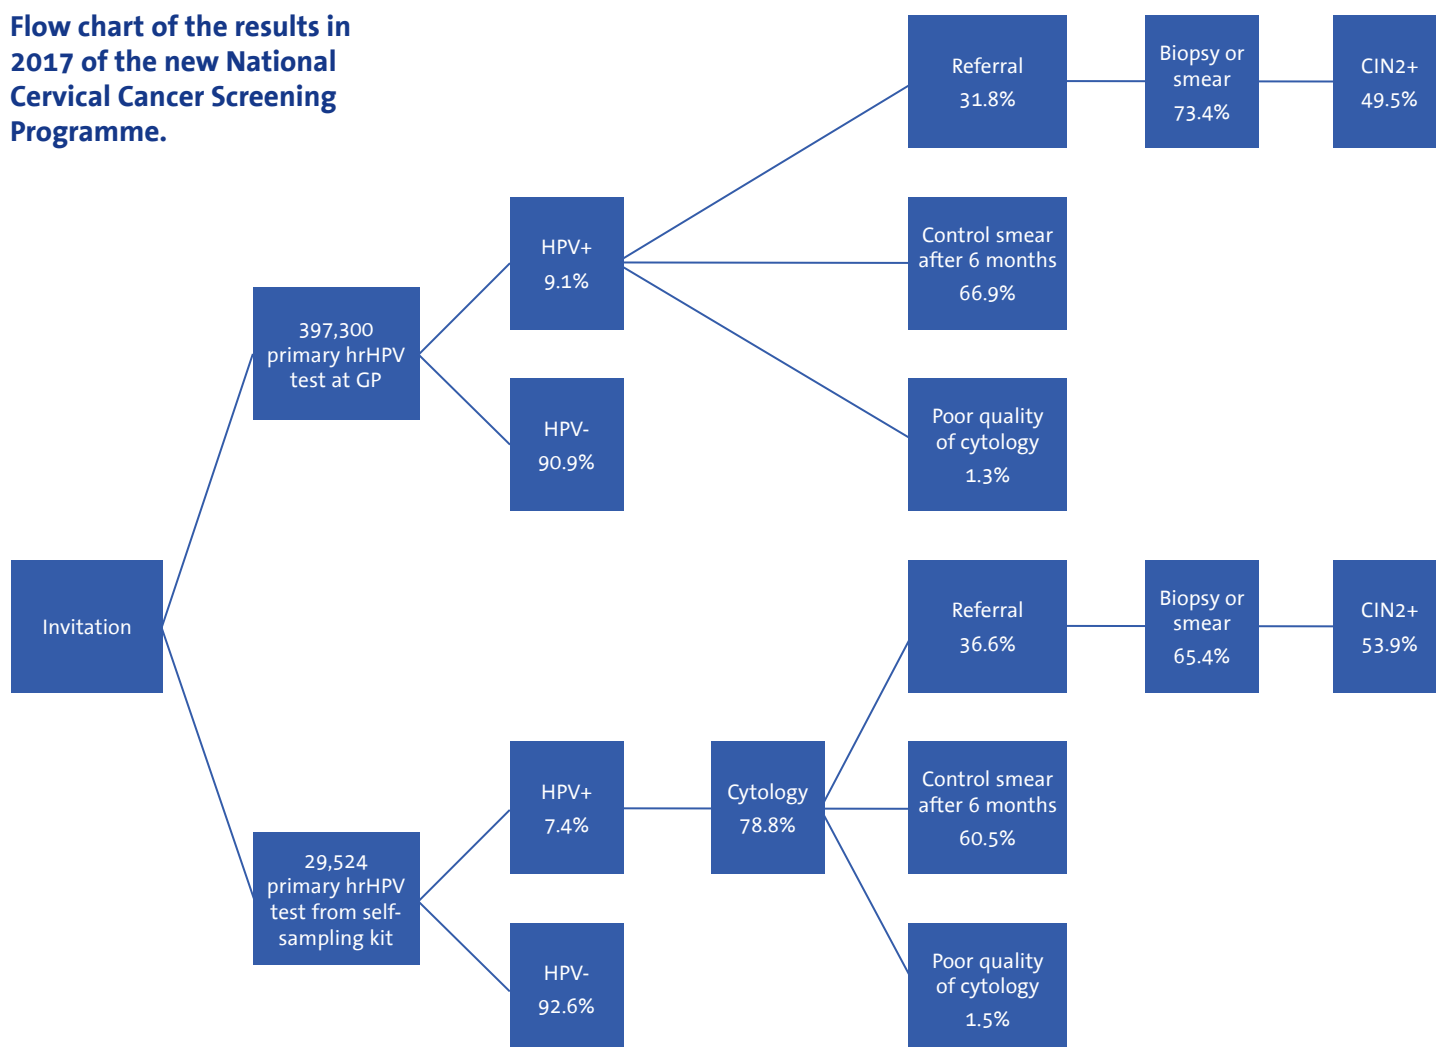 Flow chart of the results in
2017 of the new National
Cervical Cancer Screening
Programme.
Invitation
397,300
primary hrHPV
test at GP
HPV+
9.1%
Referral
31.8%
Biopsy or
smear
73.4%
CIN2+
49.5%
Control smear
after 6 months
66.9%
Poor quality
of cytology
1.3%
HPV-
90.9%
29,524
primary hrHPV
test from self-
sampling kit
HPV+
7.4%
Cytology
78.8%
Referral
36.6%
Biopsy or
smear
65.4%
CIN2+
53.9%
Control smear
after 6 months
60.5%
Poor quality
of cytology
1.5%
HPV-
92.6%